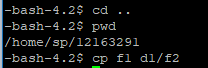 -bash-4.2$ cd ..
-bash-4.2$ pwd
/home/sp/12163291
-bash-4.2$ cp f1 d1/f2